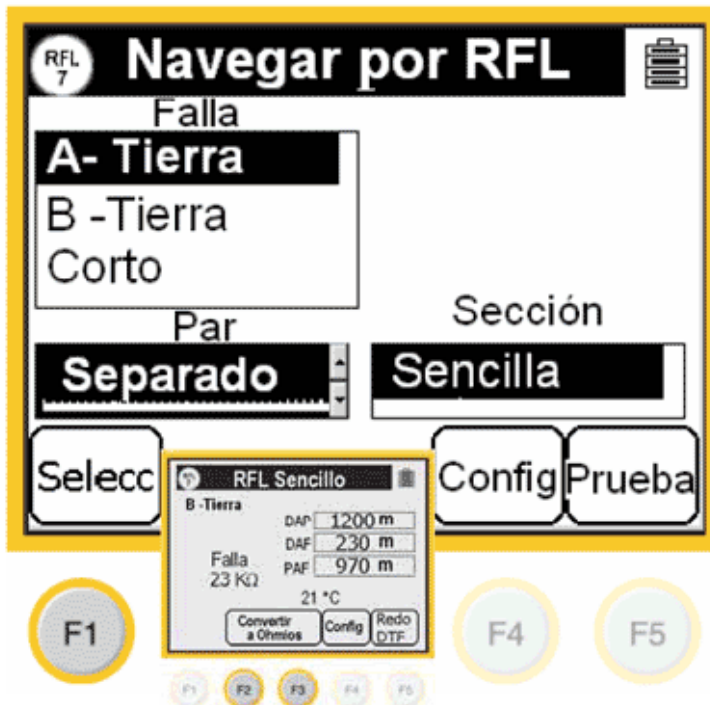 RFL 7
Navegar por RFL
Falla
A- Tierra
B -Tierra
Corto
Par
Separado
Sección
Sencilla
Selecc
Config
Prueba
RFL Sencillo
B -Tierra
DAP 1200 m
DAF 230 m
PAF 970 m
Falla
23 KΩ
21 °C
Convertir
a Ohmios
Config
Redo
DTF
F1
F4
F5
F1
F2
F3
F4
F5